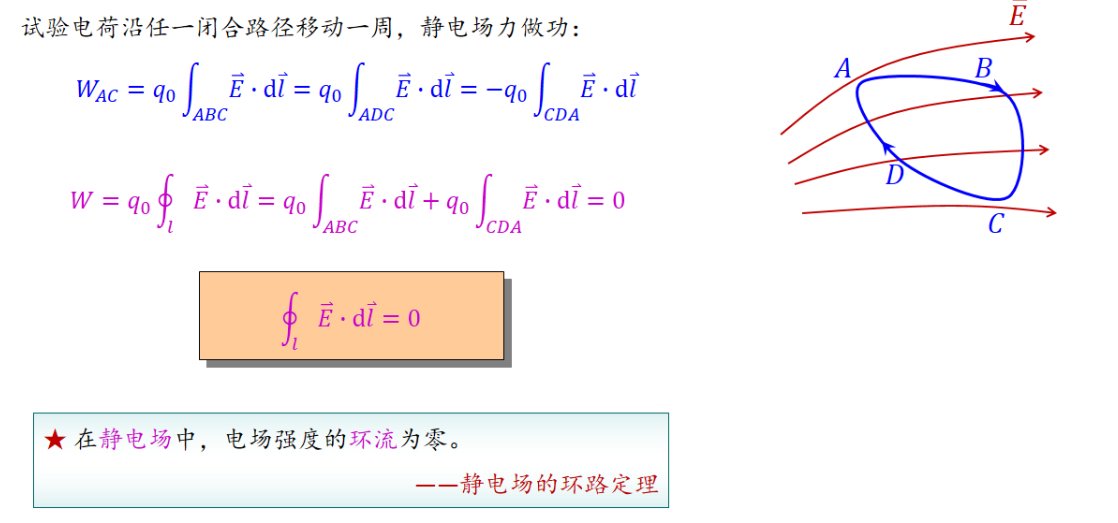 试验电荷沿任一闭合路径移动一周，静电场力做功：
$W_{AC} = q_0 \int_{ABC} \vec{E} \cdot \mathrm{d}\vec{l} = q_0 \int_{ADC} \vec{E} \cdot \mathrm{d}\vec{l} = -q_0 \int_{CDA} \vec{E} \cdot \mathrm{d}\vec{l}$
$W = q_0 \oint_l \vec{E} \cdot \mathrm{d}\vec{l} = q_0 \int_{ABC} \vec{E} \cdot \mathrm{d}\vec{l} + q_0 \int_{CDA} \vec{E} \cdot \mathrm{d}\vec{l} = 0$
$\oint_l \vec{E} \cdot \mathrm{d}\vec{l} = 0$
★ 在静电场中，电场强度的环流为零。
——静电场的环路定理
$\vec{E}$
A
B
D
C